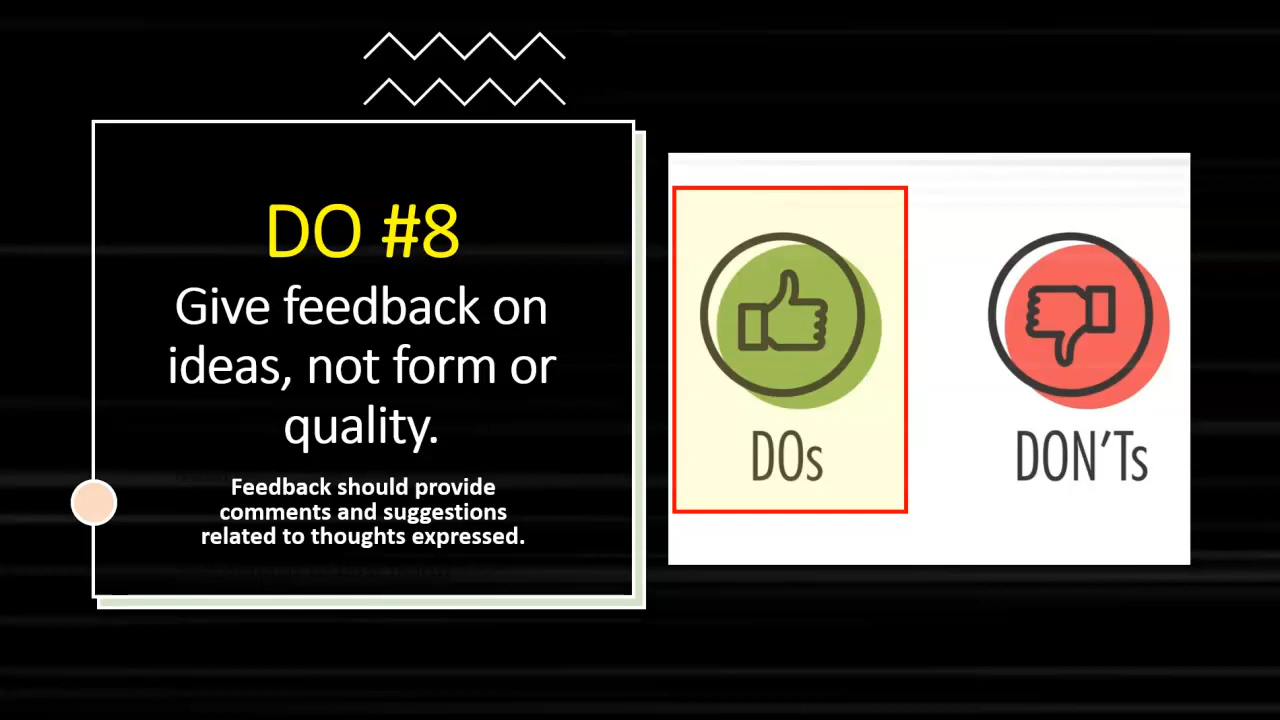 DO #8
Give feedback on
ideas, not form or
quality.
Feedback should provide
comments and suggestions
related to thoughts expressed.
DOs
DON'Ts